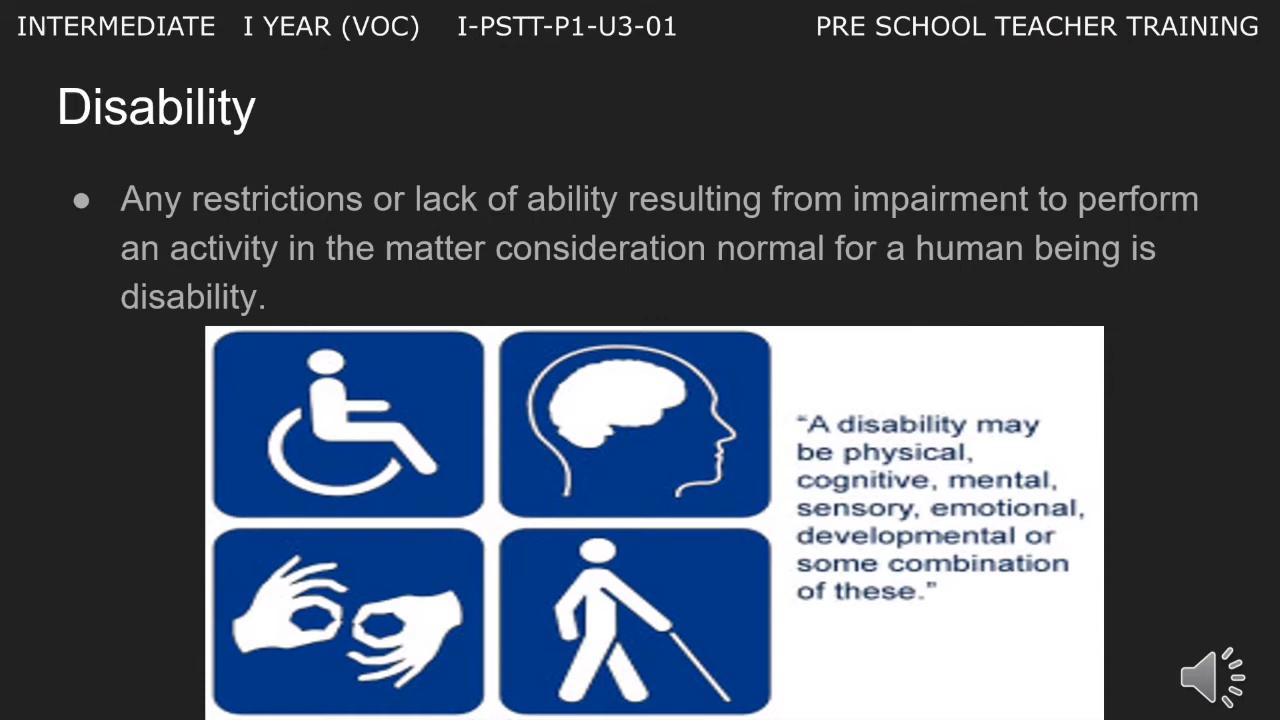 INTERMEDIATE I YEAR (VOC) I-PSTT-P1-U3-01 PRE SCHOOL TEACHER TRAINING
Disability
● Any restrictions or lack of ability resulting from impairment to perform
an activity in the matter consideration normal for a human being is
disability.
“A disability may
be physical,
cognitive, mental,
sensory, emotional,
developmental or
some combination
of these.”